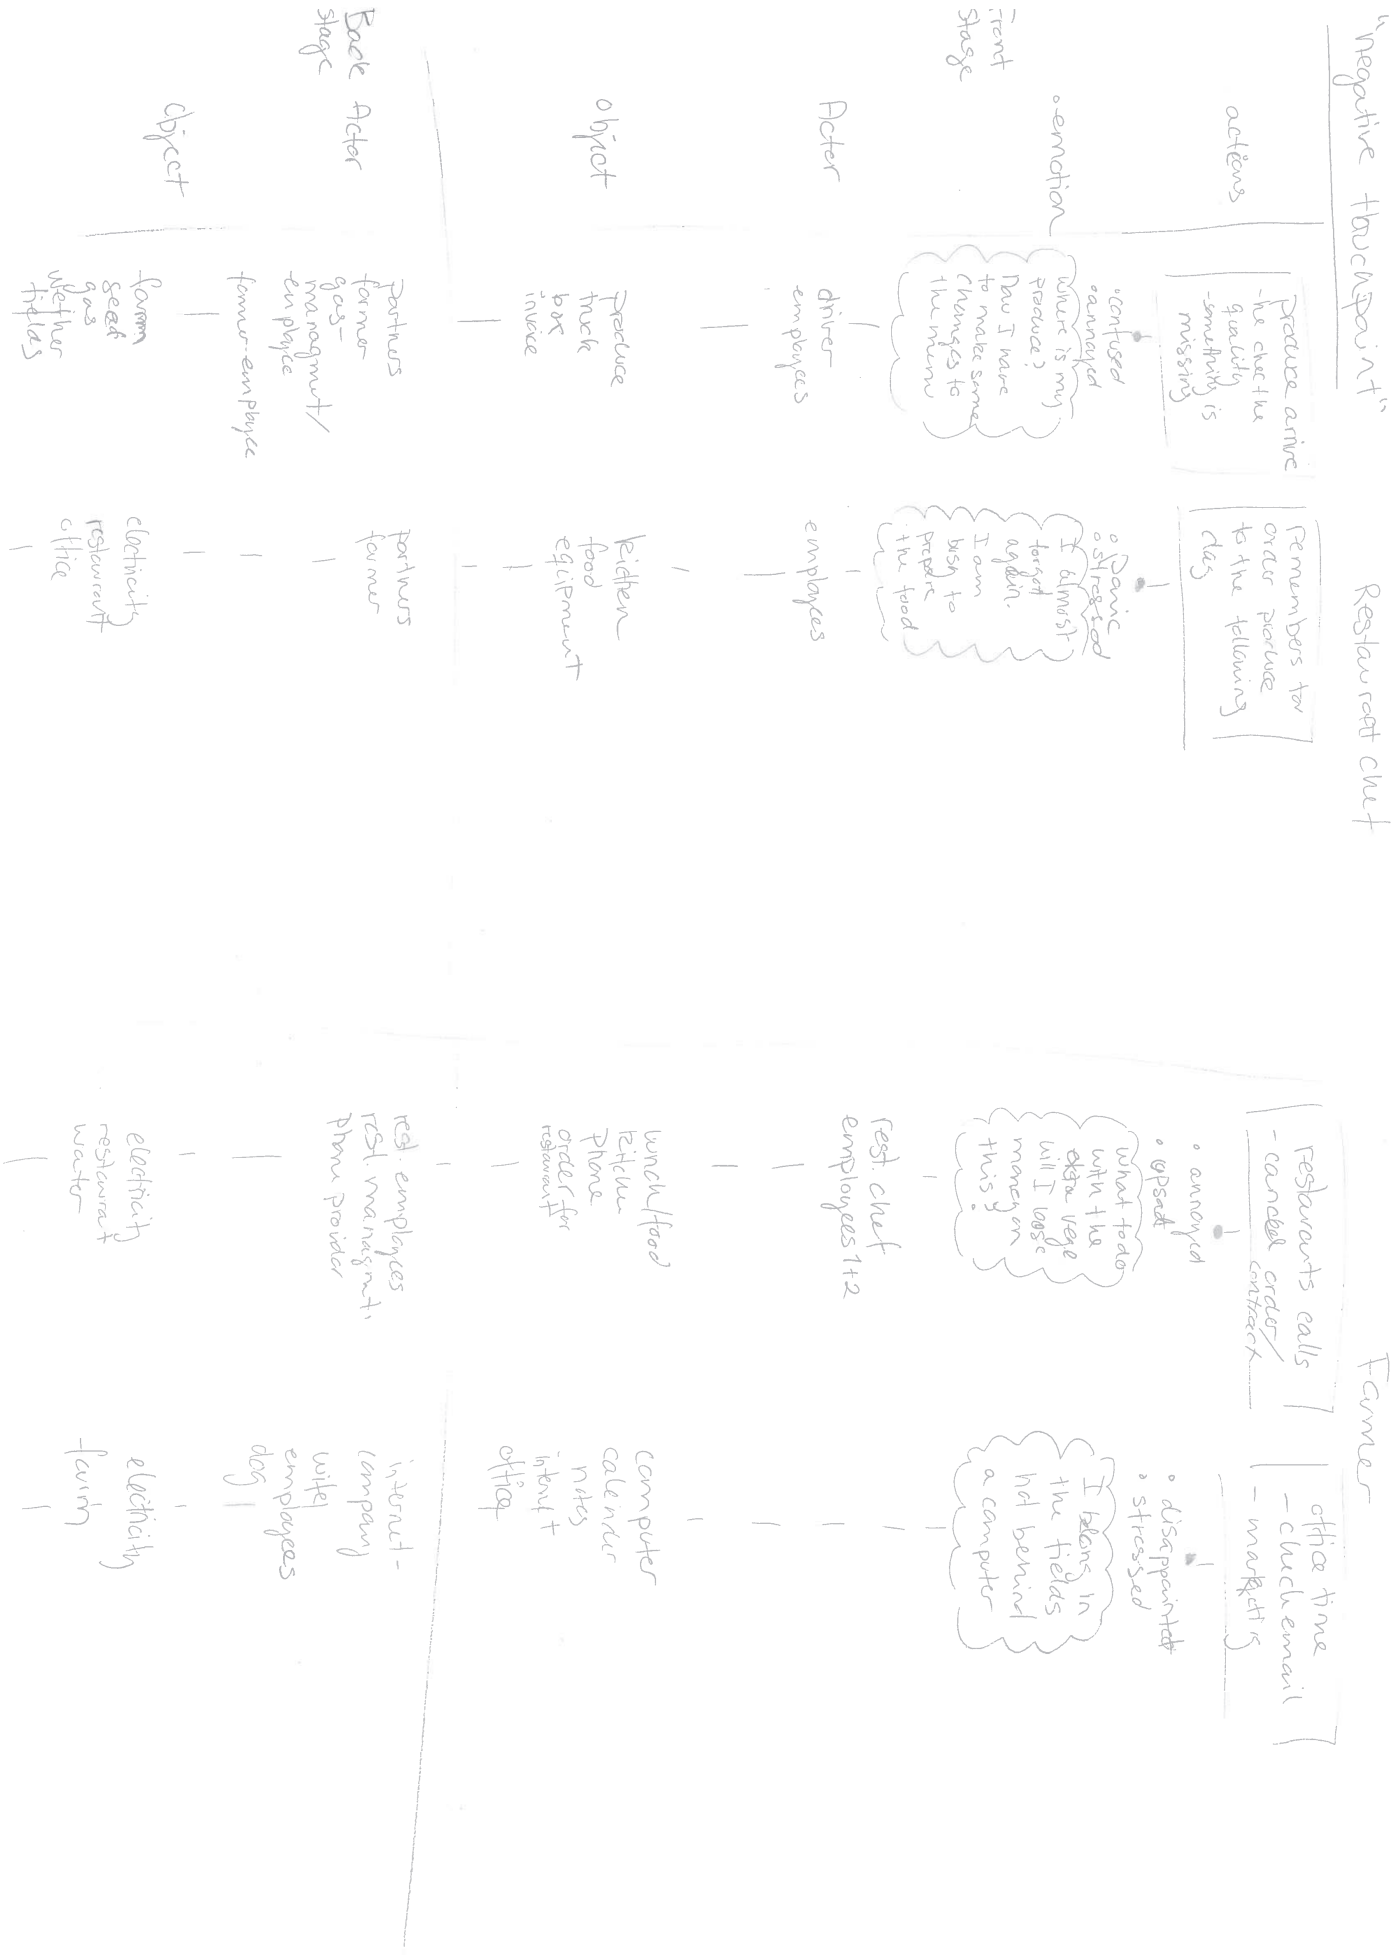 "negative touchpoint"
Restaurant chef
Farmer
actions
produce arrive
- he chec the
quality
- something is
missing
remembers to
order produce
to the following
day
restaurants calls
- cancel order/
contract
office time
- check email
- marketig
Front
stage
• emotion
• confused
• annoyed
where is my
produce?
Now I have
to make some
changes to
the menu
• panic
• stressed
I almost
forgot
again.
I am
bisy to
prepare
the food
• annoyed
• upset
what to do
with the
extra vege
will I loose
money on
this?
• disappointed
• stressed
I belong in
the fields
not behind
a computer
Actor
driver
employees
employees
rest. chef
employees 1+2
object
produce
truck
box
invoice
kichen
food
equipment
lunch/food
kitchen
phone
order for
restaurant
computer
caleinder
notes
internet
office
Back
stage
Actor
partners
farmer
gas-
managmet/
-employee
farmer-employee
partners
farmer
rest. employees
rest. managmet.
phone provider
internet-
company
wife/
employees
dog
object
farm
seed
gas
wether
fields
electricity
restaurant
office
electricity
restaurant
water
electricity
farm